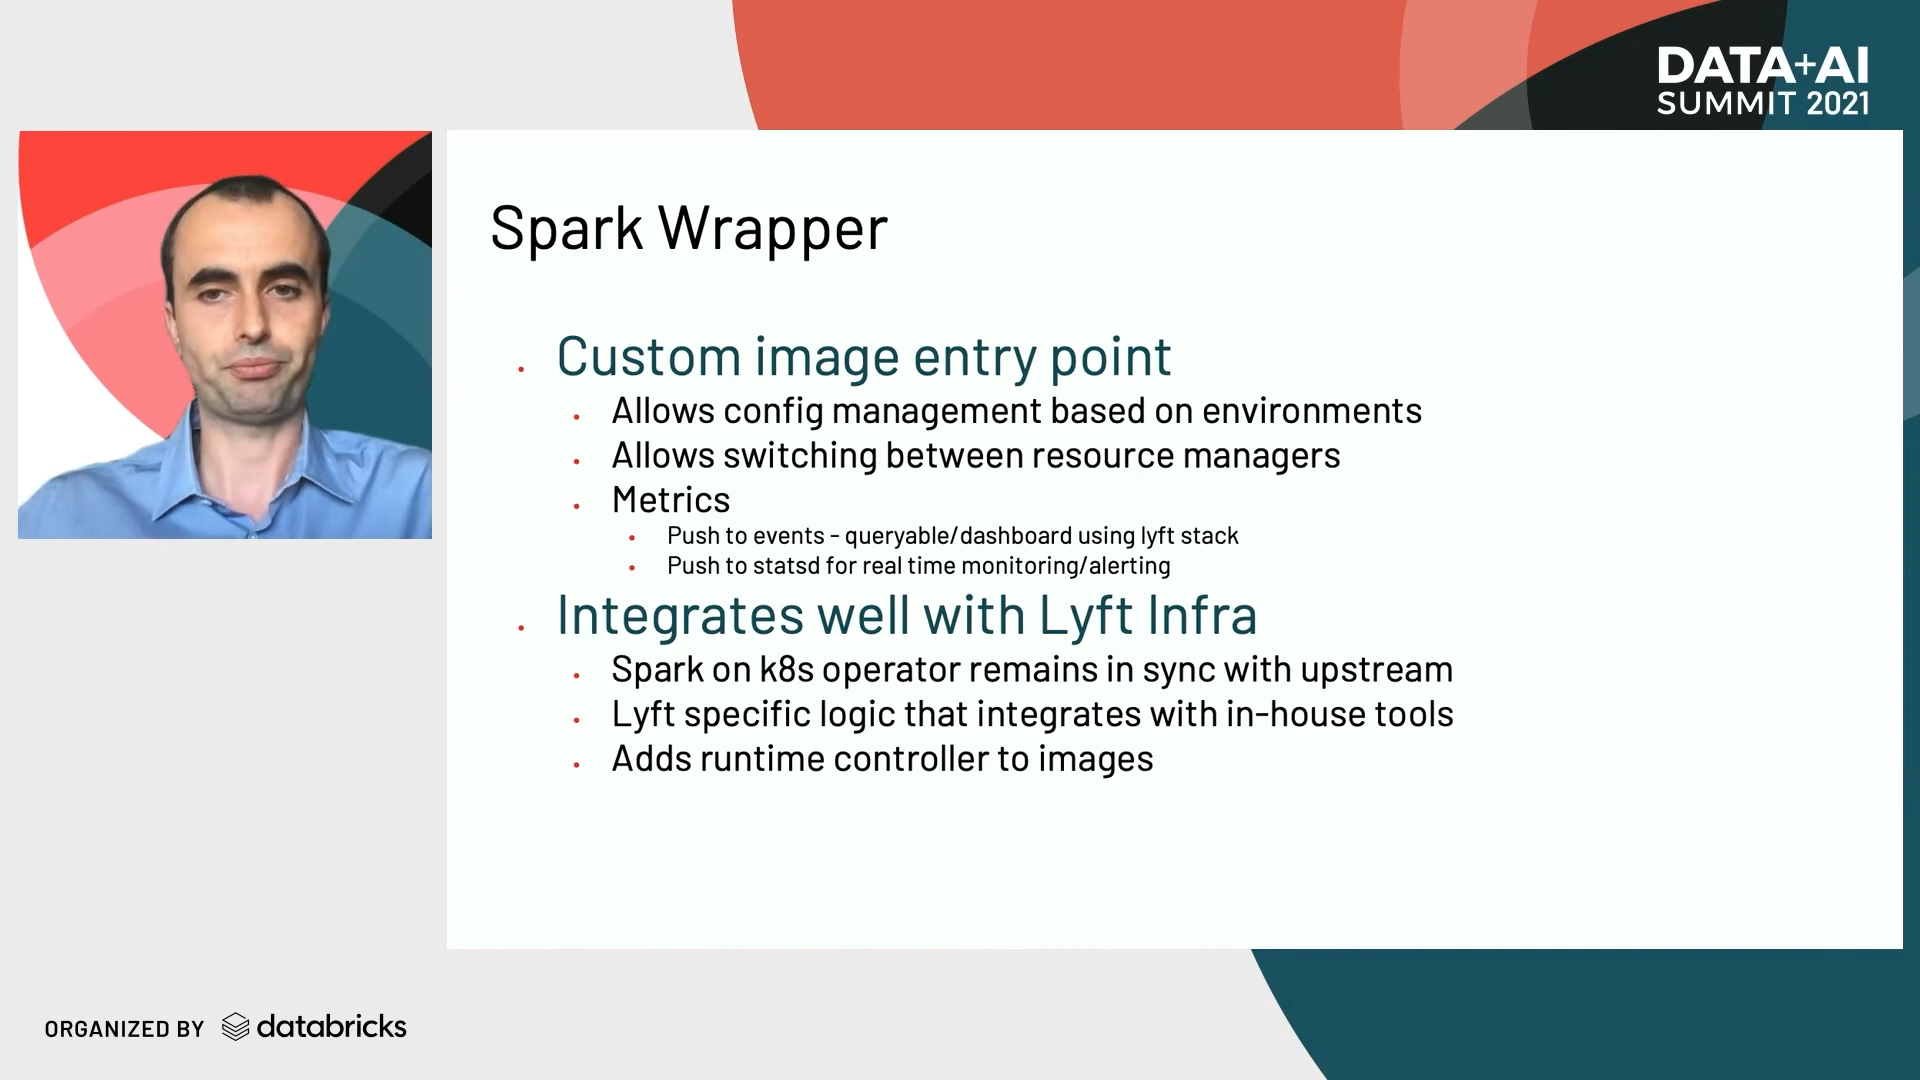 DATA+AI
SUMMIT 2021
Spark Wrapper
Custom image entry point
Allows config management based on environments
Allows switching between resource managers
Metrics
Push to events - queryable/dashboard using lyft stack
Push to statsd for real time monitoring/alerting
Integrates well with Lyft Infra
Spark on k8s operator remains in sync with upstream
Lyft specific logic that integrates with in-house tools
Adds runtime controller to images
ORGANIZED BY databricks